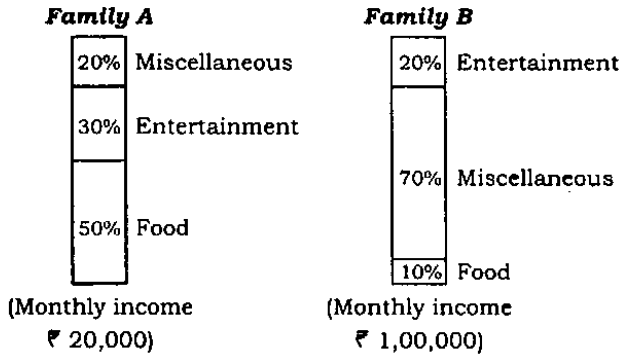 Family A
20% Miscellaneous
30% Entertainment
50% Food
(Monthly income
₹ 20,000)
Family B
20% Entertainment
70% Miscellaneous
10% Food
(Monthly income
₹ 1,00,000)